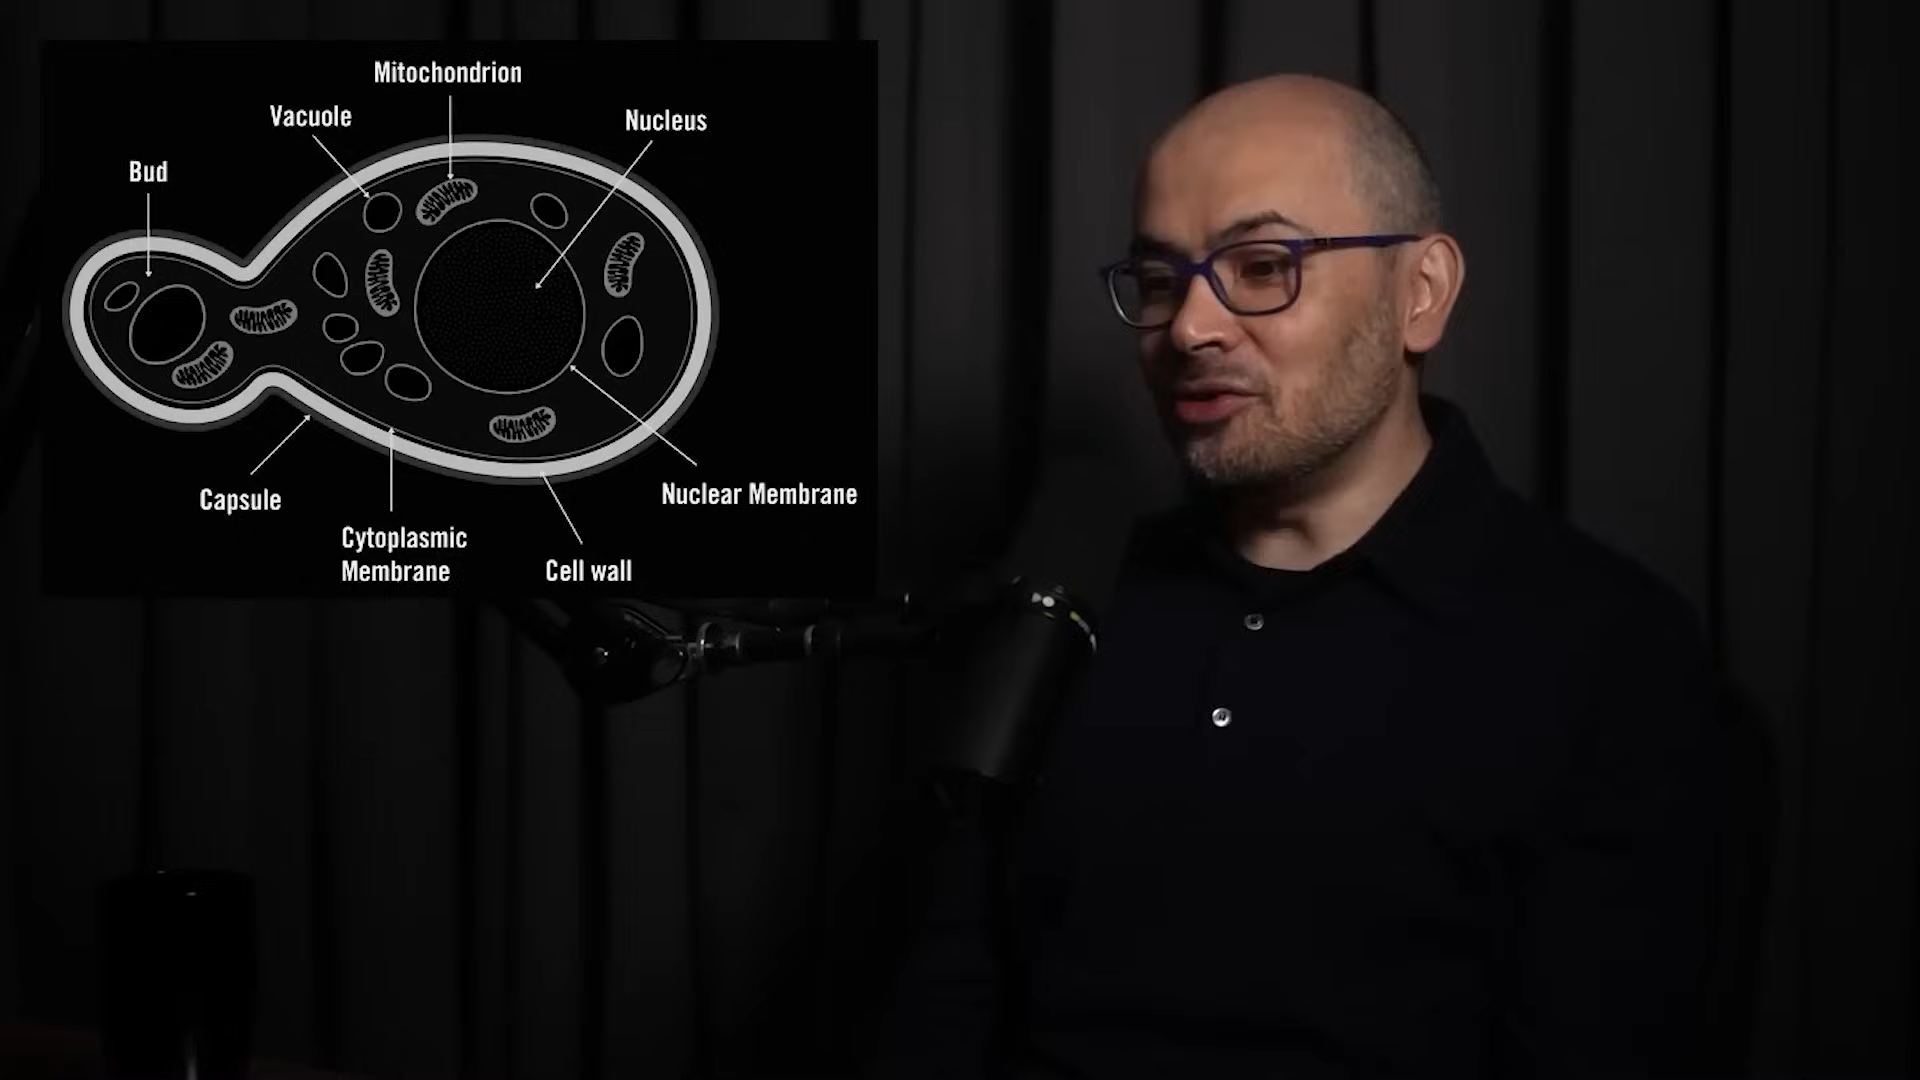 Mitochondrion
Vacuole
Nucleus
Bud
Capsule
Nuclear Membrane
Cytoplasmic
Membrane
Cell wall